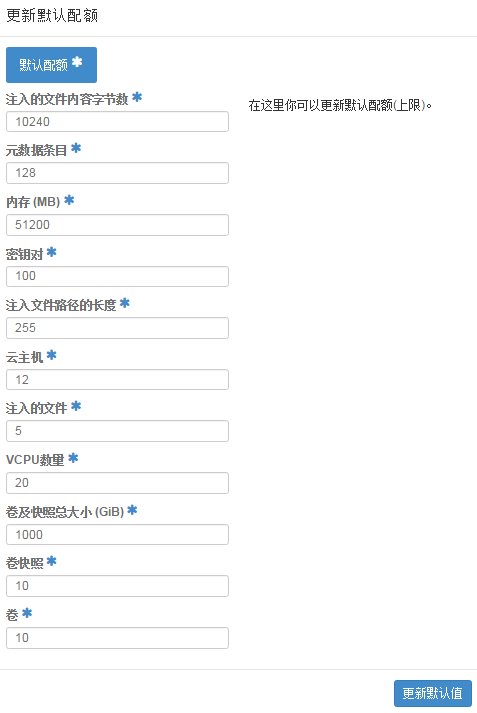 更新默认配额
默认配额 *
注入的文件内容字节数 *
10240
在这里你可以更新默认配额(上限)。
元数据条目 *
128
内存 (MB) *
51200
密钥对 *
100
注入文件路径的长度 *
255
云主机 *
12
注入的文件 *
5
VCPU数量 *
20
卷及快照总大小 (GiB) *
1000
卷快照 *
10
卷 *
10
更新默认值